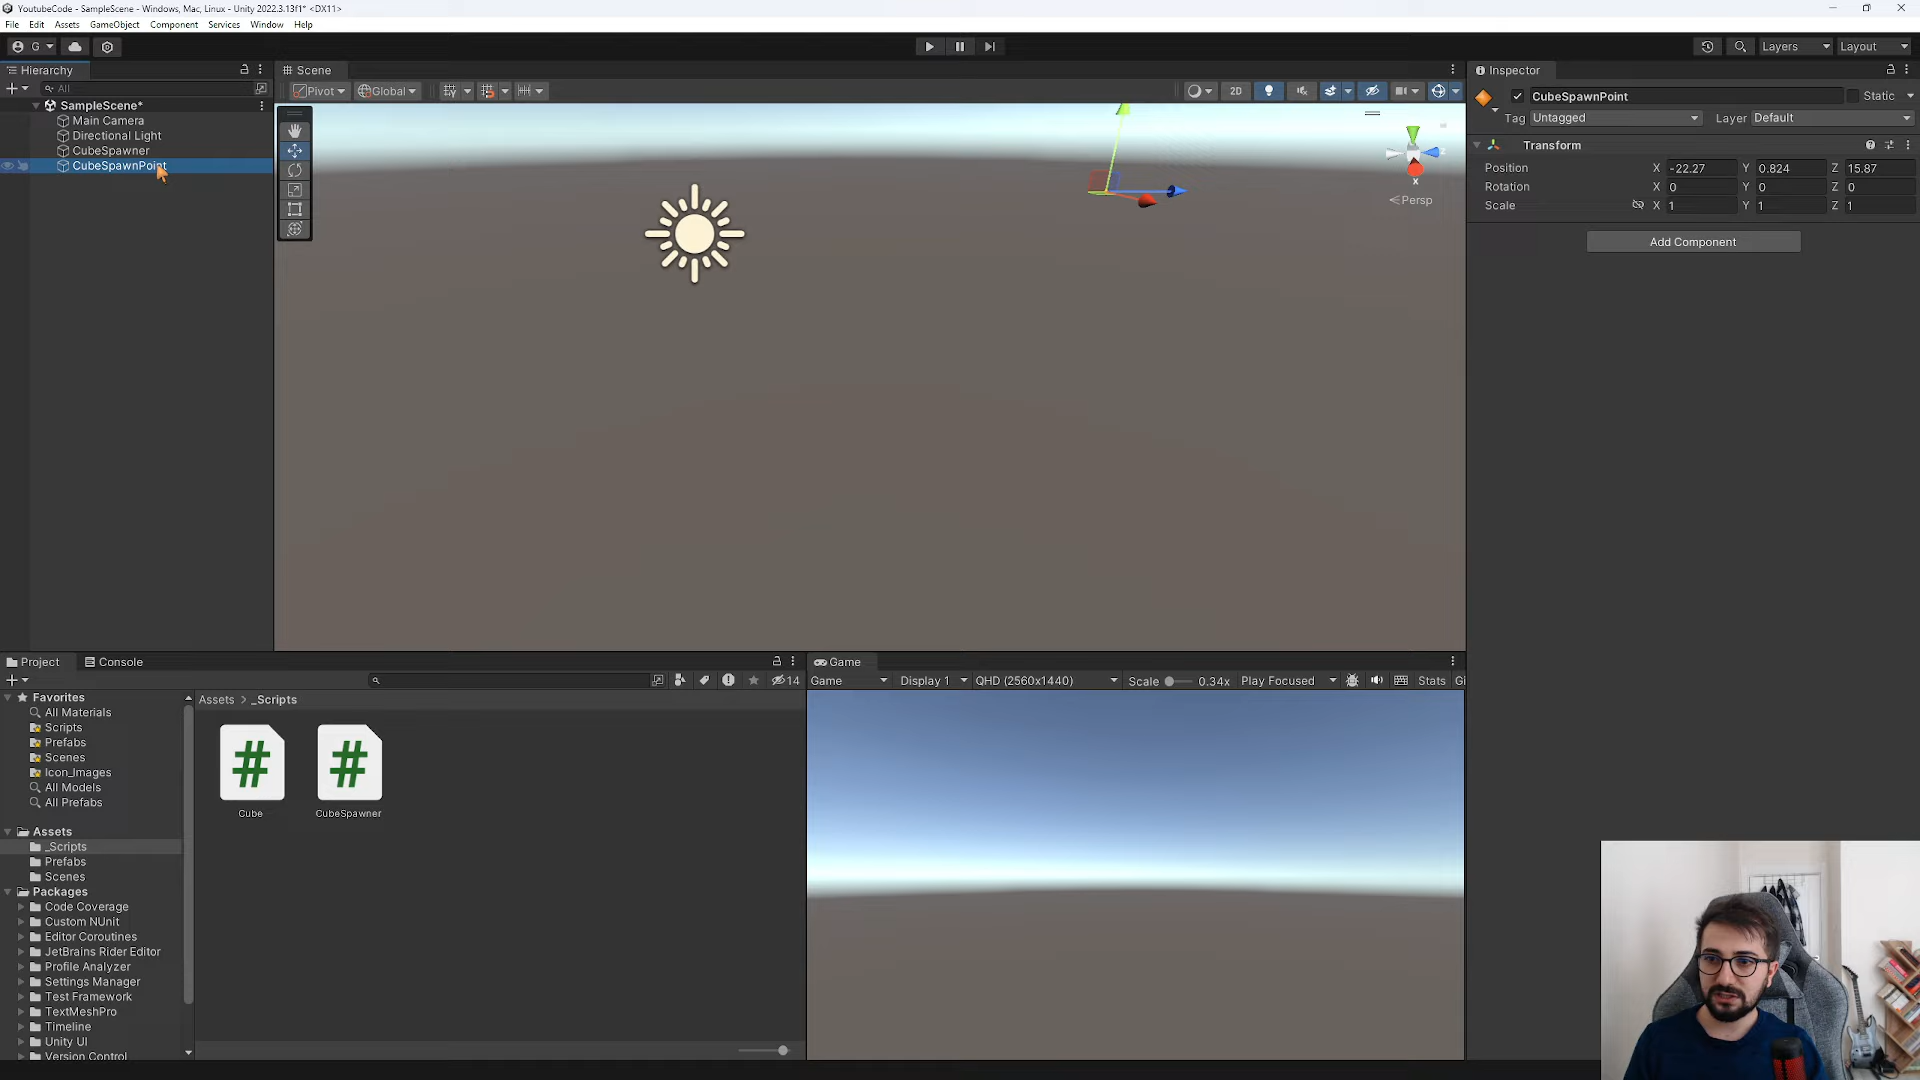 YoutubeCode - SampleScene - Windows, Mac, Linux - Unity 2022.3.13f1* <DX11>
File Edit Assets GameObject Component Services Window Help
G Layers Layout
Hierarchy
All
SampleScene*
Main Camera
Directional Light
CubeSpawner
CubeSpawnPoint
Scene
Pivot Global 2D
x
Persp
Inspector
CubeSpawnPoint Static
Tag Untagged Layer Default
Transform
Position X -22.27 Y 0.824 Z 15.87
Rotation X 0 Y 0 Z 0
Scale X 1 Y 1 Z 1
Add Component
Project Console
14
Favorites
All Materials
Scripts
Prefabs
Scenes
Icon_Images
All Models
All Prefabs
Assets
_Scripts
Prefabs
Scenes
Packages
Code Coverage
Custom NUnit
Editor Coroutines
JetBrains Rider Editor
Profile Analyzer
Settings Manager
Test Framework
TextMeshPro
Timeline
Unity UI
Version Control
Assets > _Scripts
# #
Cube CubeSpawner
Game
Game Display 1 QHD (2560x1440) Scale 0.34x Play Focused Stats Gi